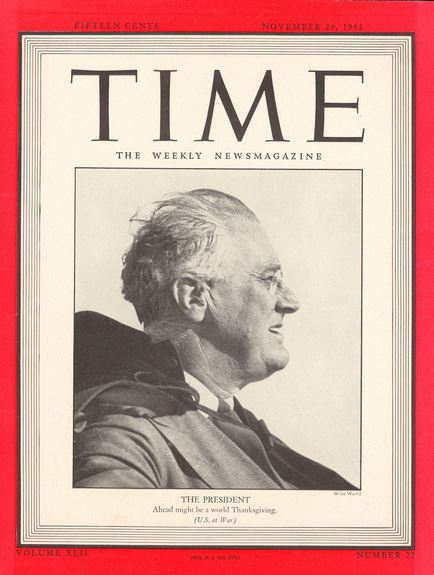 FIFTEEN CENTS NOVEMBER 29, 1943
TIME
THE WEEKLY NEWSMAGAZINE
Wide World
THE PRESIDENT
Ahead might be a world Thanksgiving.
(U.S. at War)
VOLUME XLII NUMBER 22